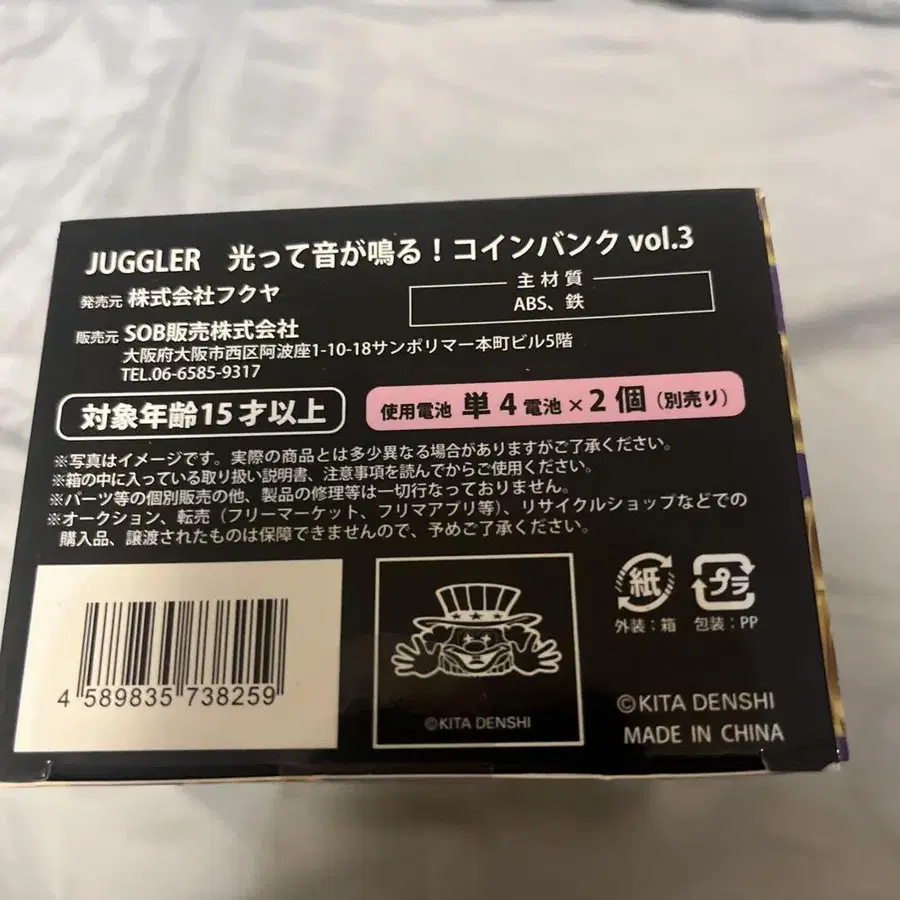 JUGGLER 光って音が鳴る！コインバンク vol.3
発売元 株式会社フクヤ
主材質
ABS、鉄
販売元 SOB販売株式会社
大阪府大阪市西区阿波座1-10-18サンポリマー本町ビル5階
TEL.06-6585-9317
対象年齢15才以上
使用電池 単4電池×2個（別売り）
※写真はイメージです。実際の商品とは多少異なる場合がありますがご了承ください。
※箱の中に入っている取り扱い説明書、注意事項を読んでからご使用ください。
※パーツ等の個別販売の他、製品の修理等は一切行なっておりません。
※オークション、転売（フリーマーケット、フリマアプリ等）、リサイクルショップなどでの
購入品、譲渡されたものは保障できませんので、予めご了承ください。
紙
プラ
外装：箱 包装：PP
4 589835 738259
©KITA DENSHI
©KITA DENSHI
MADE IN CHINA